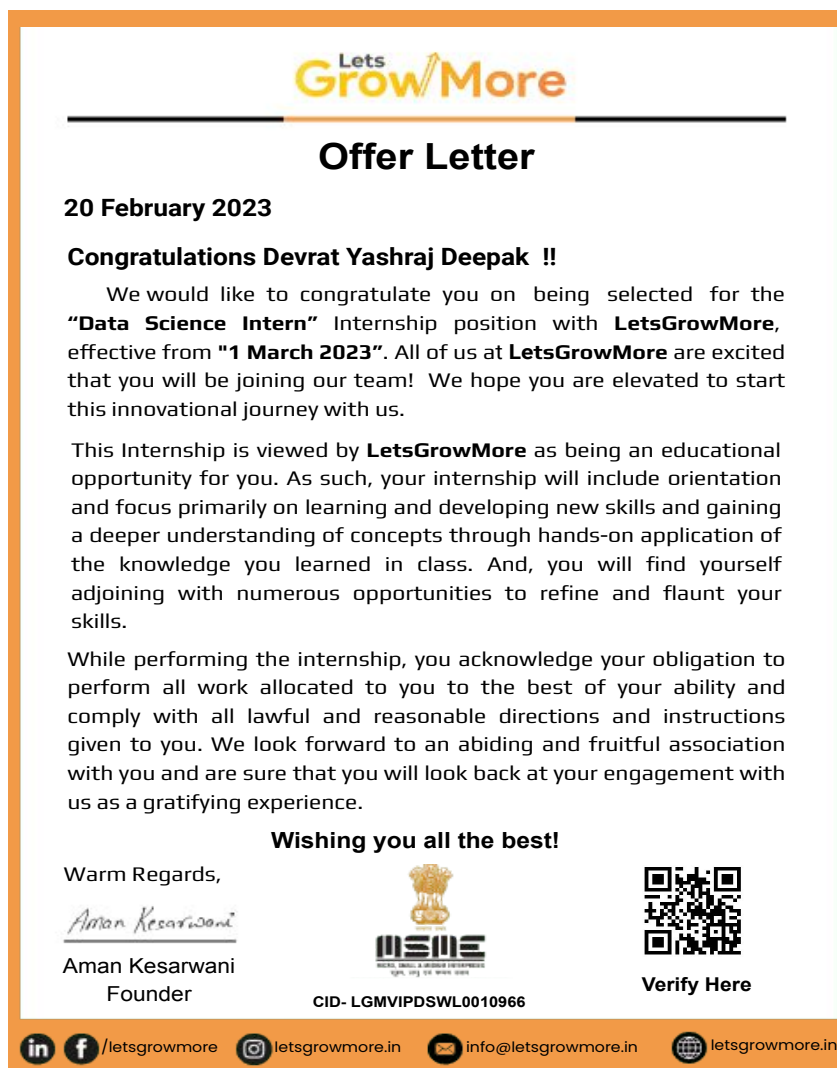 Lets
GrowMore
Offer Letter
20 February 2023
Congratulations Devrat Yashraj Deepak !!
We would like to congratulate you on being selected for the
“Data Science Intern” Internship position with LetsGrowMore,
effective from "1 March 2023”. All of us at LetsGrowMore are excited
that you will be joining our team! We hope you are elevated to start
this innovational journey with us.
This Internship is viewed by LetsGrowMore as being an educational
opportunity for you. As such, your internship will include orientation
and focus primarily on learning and developing new skills and gaining
a deeper understanding of concepts through hands-on application of
the knowledge you learned in class. And, you will find yourself
adjoining with numerous opportunities to refine and flaunt your
skills.
While performing the internship, you acknowledge your obligation to
perform all work allocated to you to the best of your ability and
comply with all lawful and reasonable directions and instructions
given to you. We look forward to an abiding and fruitful association
with you and are sure that you will look back at your engagement with
us as a gratifying experience.
Wishing you all the best!
Warm Regards,
Aman Kesarwani
Aman Kesarwani
Founder
MSME
MICRO, SMALL & MEDIUM ENTERPRISES
सूक्ष्म, लघु एवं मध्यम उद्यम
CID- LGMVIPDSWL0010966
Verify Here
/letsgrowmore letsgrowmore.in info@letsgrowmore.in letsgrowmore.in